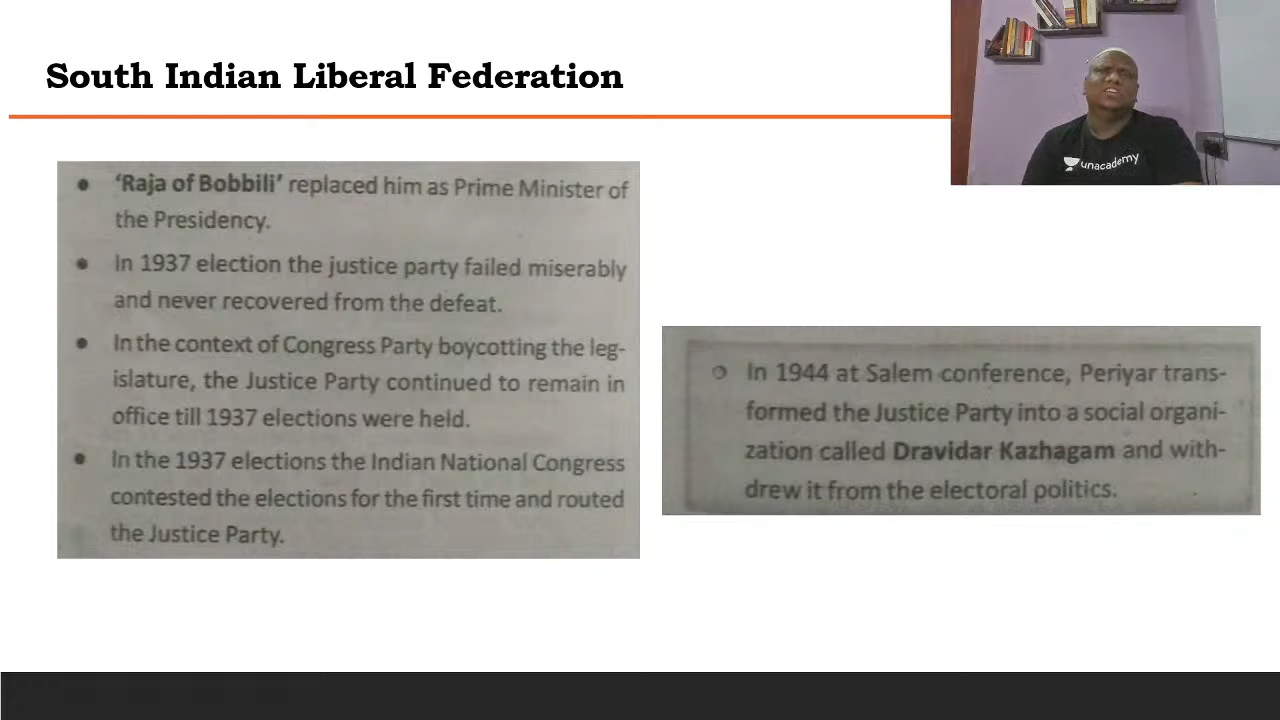 South Indian Liberal Federation
unacademy
• ‘Raja of Bobbili’ replaced him as Prime Minister of
the Presidency.
• In 1937 election the justice party failed miserably
and never recovered from the defeat.
• In the context of Congress Party boycotting the leg-
islature, the Justice Party continued to remain in
office till 1937 elections were held.
• In the 1937 elections the Indian National Congress
contested the elections for the first time and routed
the Justice Party.
In 1944 at Salem conference, Periyar trans-
formed the Justice Party into a social organi-
zation called Dravidar Kazhagam and with-
drew it from the electoral politics.